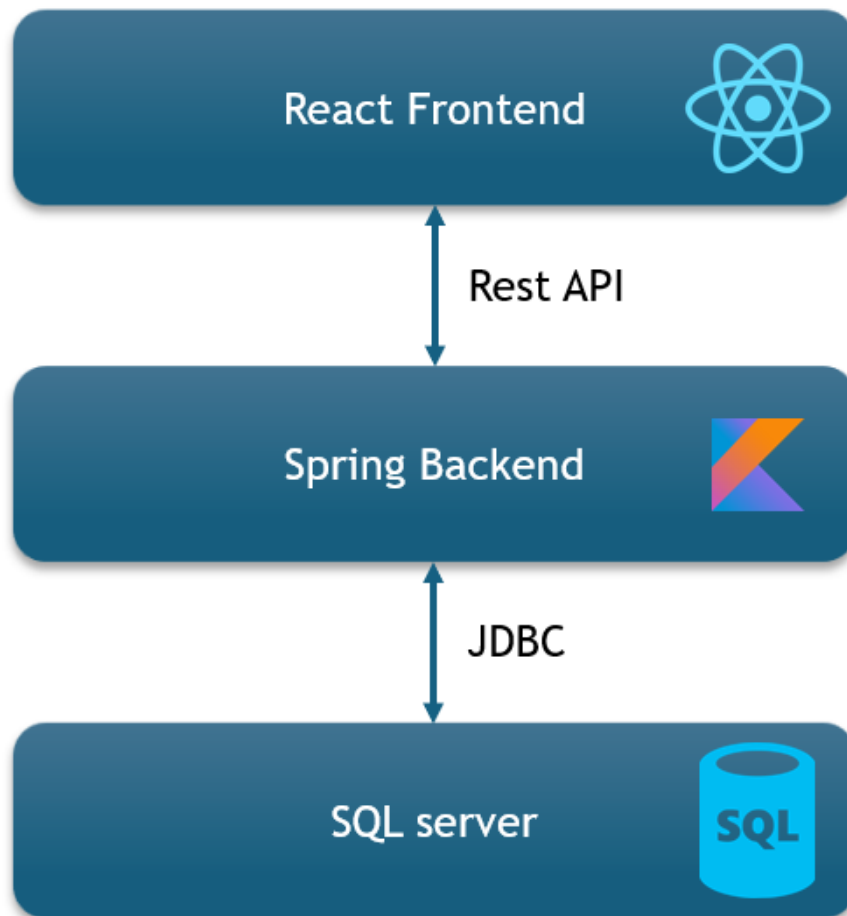 React Frontend
Rest API
Spring Backend
JDBC
SQL server
SQL